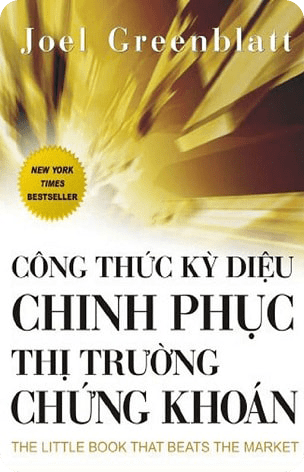 Joel Greenblatt
NEW YORK
TIMES
BESTSELLER
CÔNG THỨC KỲ DIỆU
CHINH PHỤC
THỊ TRƯỜNG
CHỨNG KHOÁN
THE LITTLE BOOK THAT BEATS THE MARKET